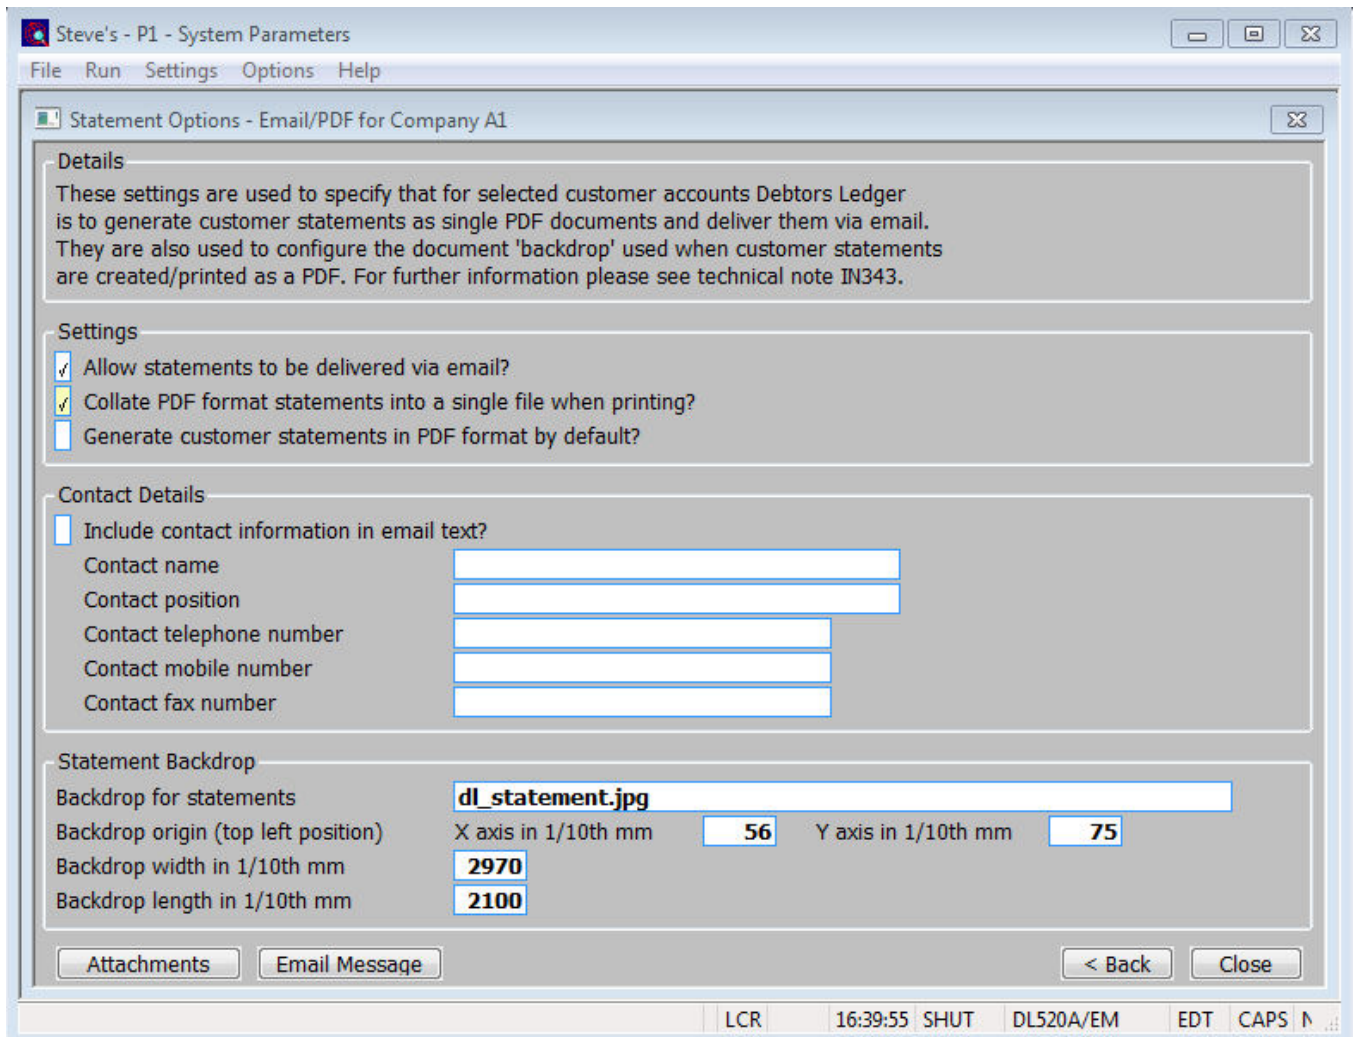 Steve's - P1 - System Parameters
File Run Settings Options Help
Statement Options - Email/PDF for Company A1
Details
These settings are used to specify that for selected customer accounts Debtors Ledger
is to generate customer statements as single PDF documents and deliver them via email.
They are also used to configure the document 'backdrop' used when customer statements
are created/printed as a PDF. For further information please see technical note IN343.
Settings
Allow statements to be delivered via email?
Collate PDF format statements into a single file when printing?
Generate customer statements in PDF format by default?
Contact Details
Include contact information in email text?
Contact name
Contact position
Contact telephone number
Contact mobile number
Contact fax number
Statement Backdrop
Backdrop for statements dl_statement.jpg
Backdrop origin (top left position) X axis in 1/10th mm 56 Y axis in 1/10th mm 75
Backdrop width in 1/10th mm 2970
Backdrop length in 1/10th mm 2100
Attachments Email Message < Back Close
LCR 16:39:55 SHUT DL520A/EM EDT CAPS